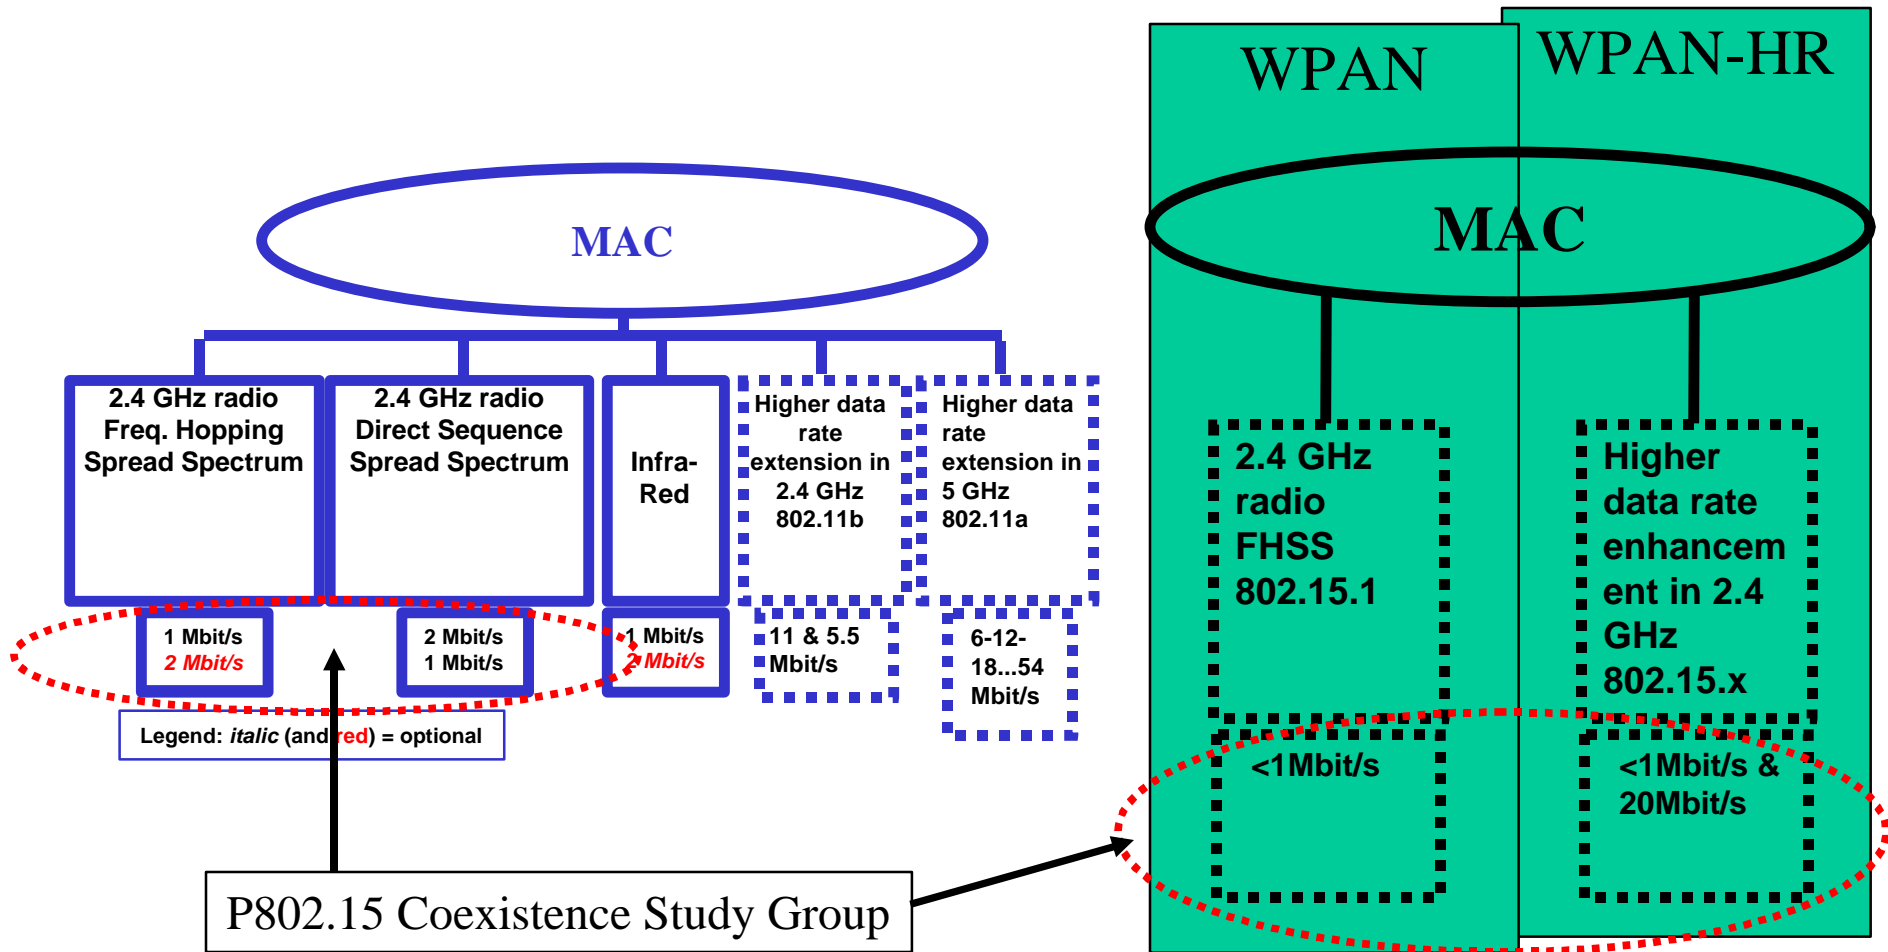 WPAN
WPAN-HR
MAC
MAC
2.4 GHz radio
Freq. Hopping
Spread Spectrum
2.4 GHz radio
Direct Sequence
Spread Spectrum
Infra-
Red
Higher data
rate
extension in
2.4 GHz
802.11b
Higher data
rate
extension in
5 GHz
802.11a
2.4 GHz
radio
FHSS
802.15.1
Higher
data rate
enhancem
ent in 2.4
GHz
802.15.x
1 Mbit/s
2 Mbit/s
2 Mbit/s
1 Mbit/s
1 Mbit/s
2 Mbit/s
11 & 5.5
Mbit/s
6-12-
18...54
Mbit/s
<1Mbit/s
<1Mbit/s &
20Mbit/s
Legend: italic (and red) = optional
P802.15 Coexistence Study Group